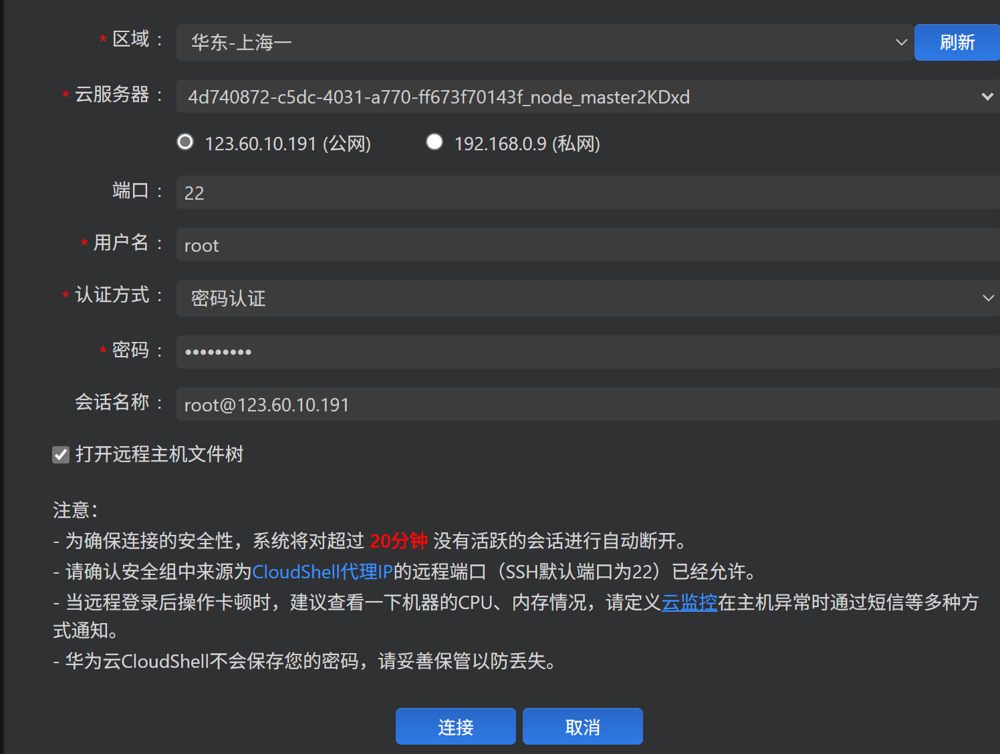 * 区域 : 华东-上海一 刷新
* 云服务器 : 4d740872-c5dc-4031-a770-ff673f70143f_node_master2KDxd
123.60.10.191 (公网) 192.168.0.9 (私网)
端口 : 22
* 用户名 : root
* 认证方式 : 密码认证
* 密码 : •••••••••
会话名称 : root@123.60.10.191
打开远程主机文件树
注意：
- 为确保连接的安全性，系统将对超过 20分钟 没有活跃的会话进行自动断开。
- 请确认安全组中来源为CloudShell代理IP的远程端口（SSH默认端口为22）已经允许。
- 当远程登录后操作卡顿时，建议查看一下机器的CPU、内存情况，请定义云监控在主机异常时通过短信等多种方
式通知。
- 华为云CloudShell不会保存您的密码，请妥善保管以防丢失。
连接 取消